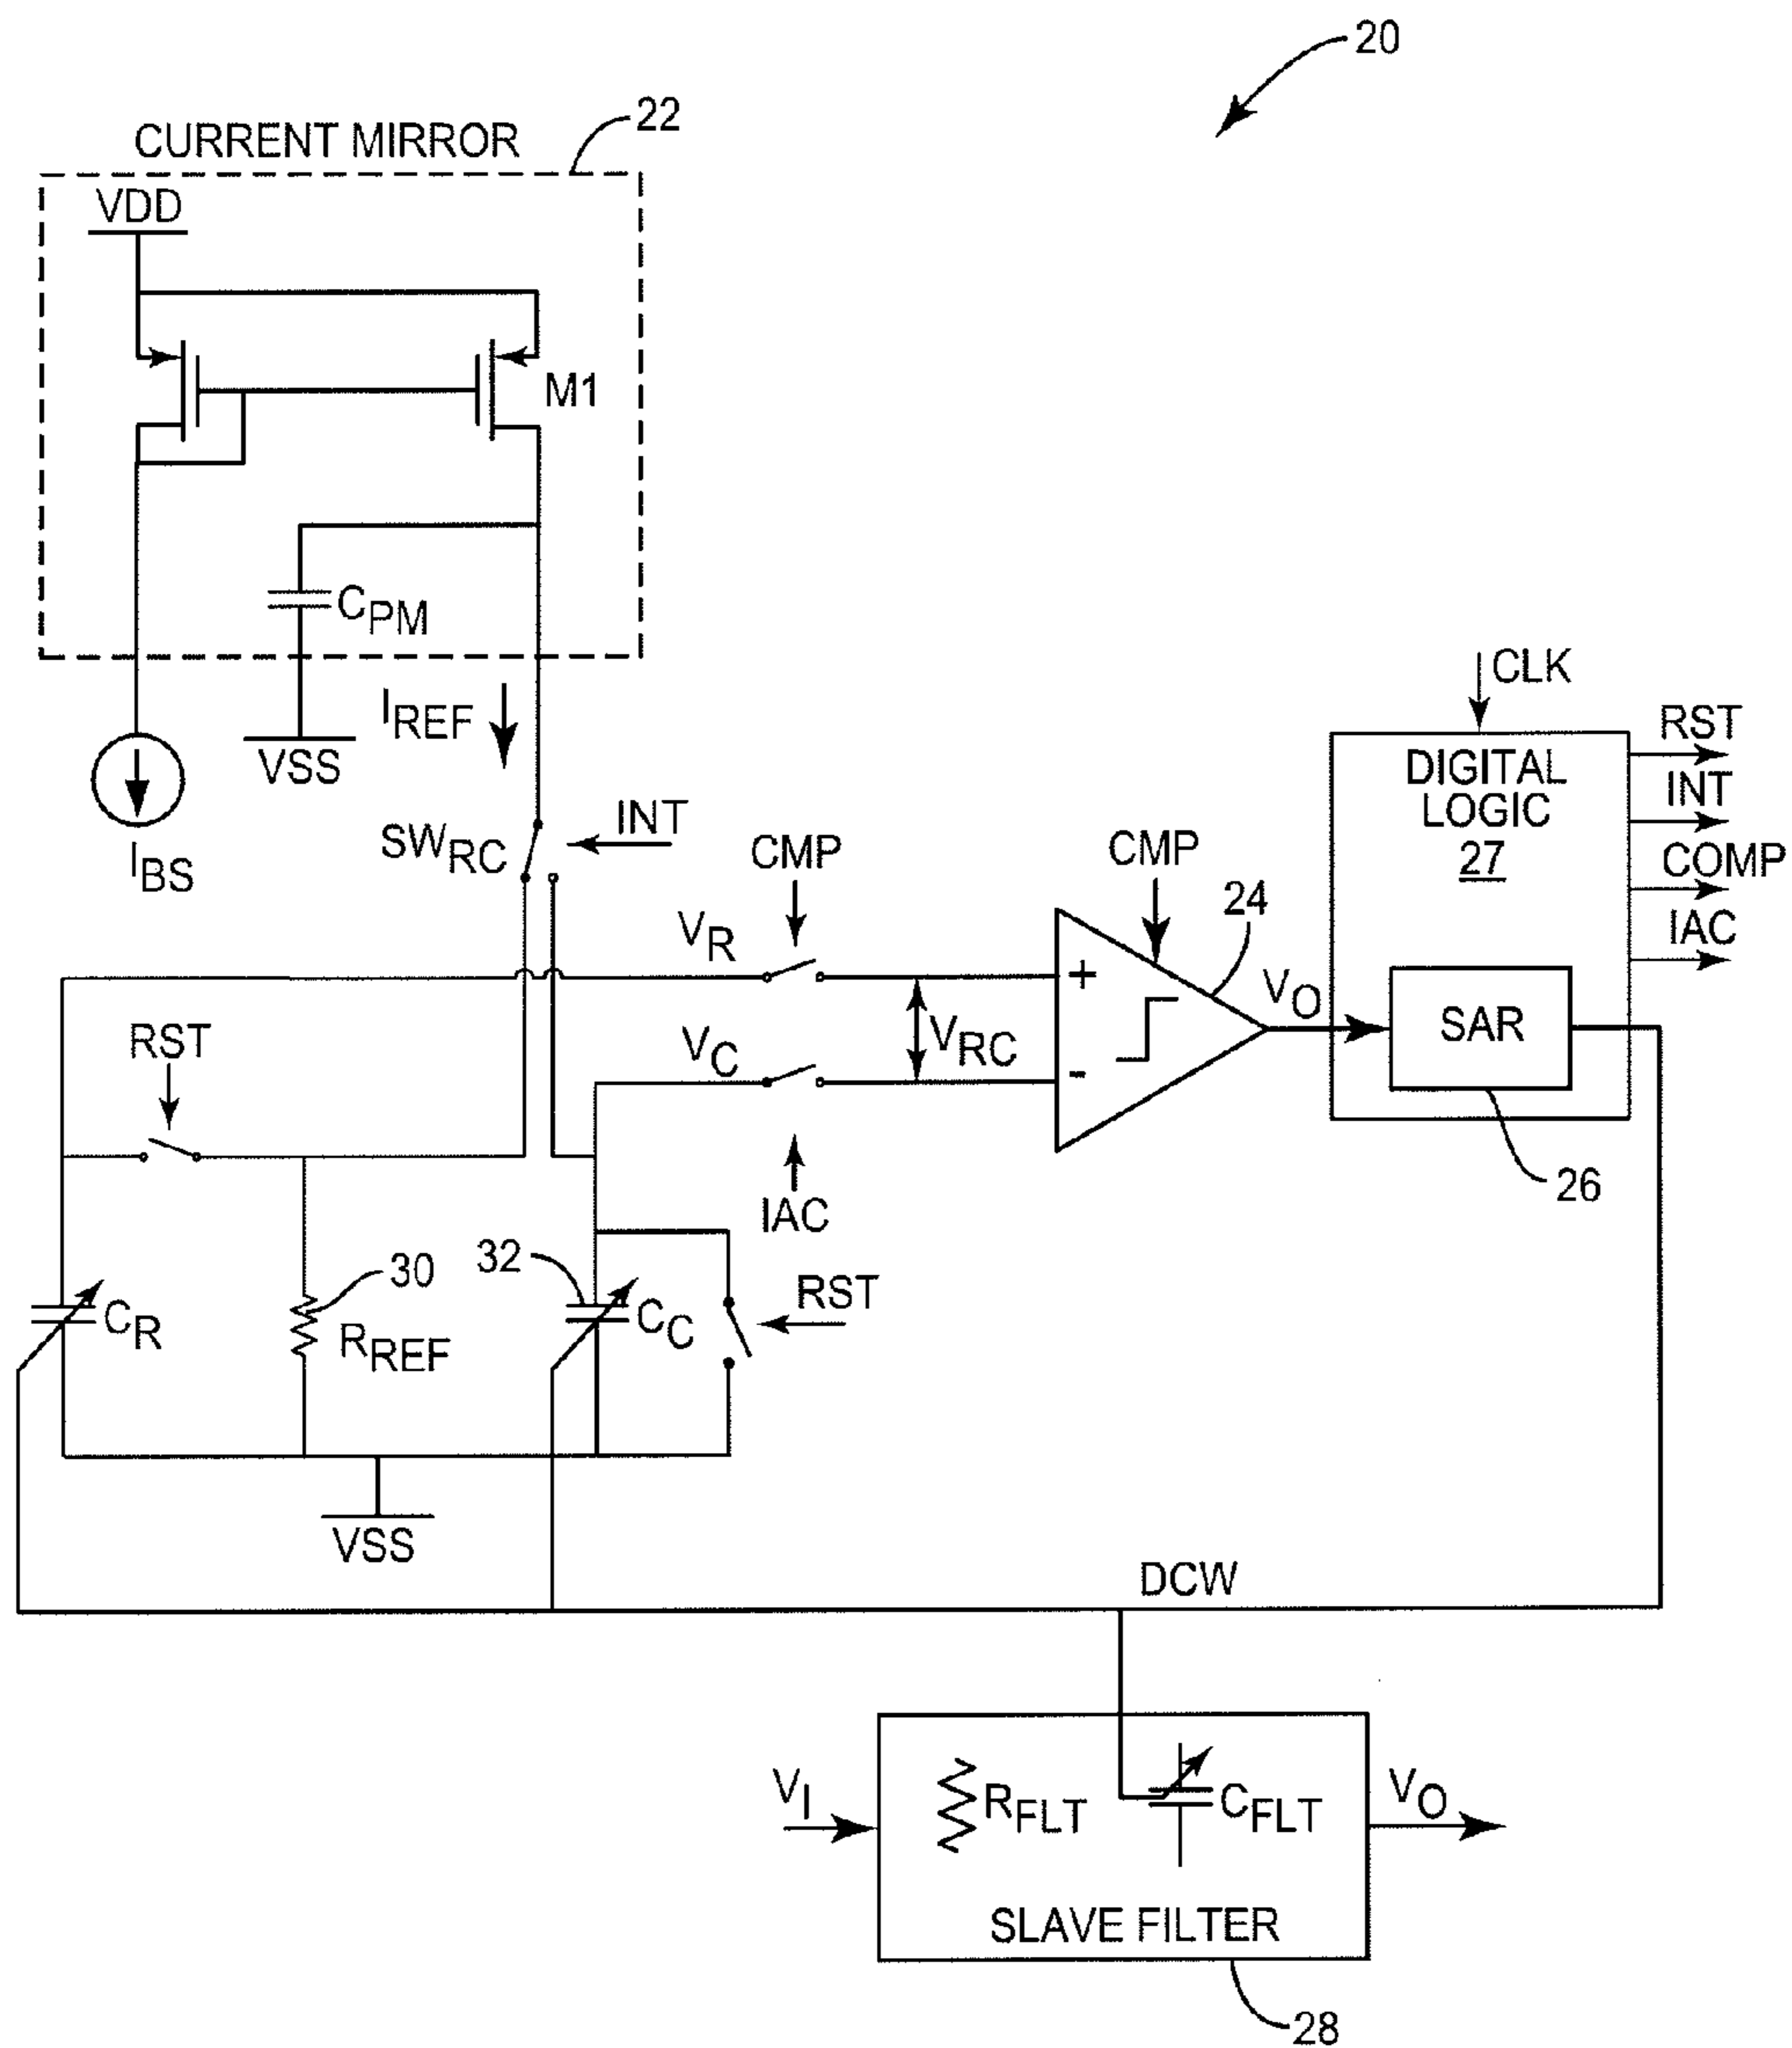 20
CURRENT MIRROR
22
VDD
M1
CPM
IREF
VSS
IBS
SWRC
INT
CMP
CMP
24
CLK
DIGITAL
LOGIC
27
RST
INT
COMP
IAC
VR
+
VRC
VO
SAR
RST
VC
-
26
IAC
32
30
CR
RREF
CC
RST
VSS
DCW
VI
RFLT
CFLT
VO
SLAVE FILTER
28